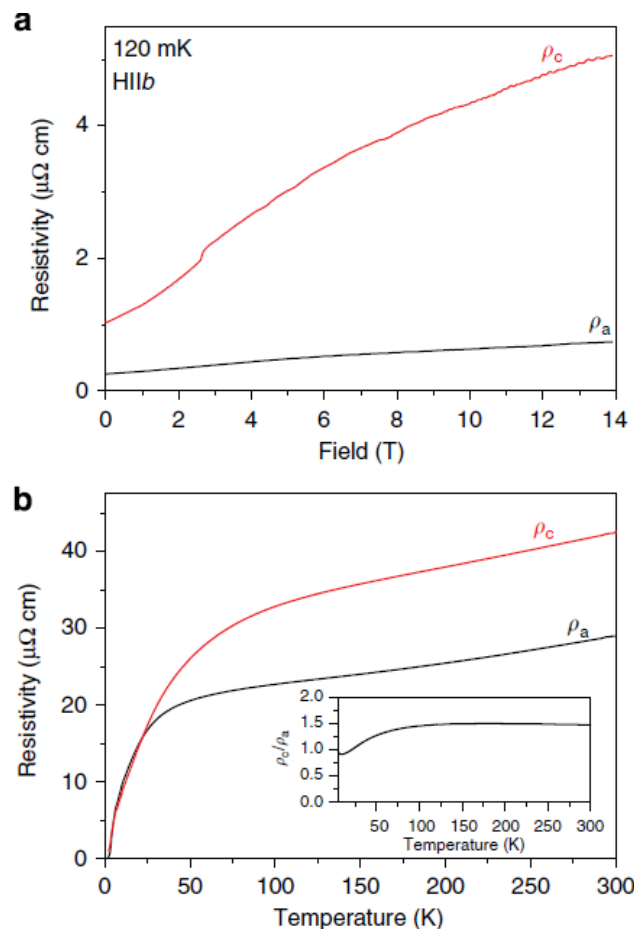 a
120 mK
HIIb
ρc
ρa
Resistivity (μΩ cm)
4
2
0
0 2 4 6 8 10 12 14
Field (T)
b
ρc
ρa
Resistivity (μΩ cm)
40
30
20
10
0
ρc/ρa
2.0
1.5
1.0
0.5
0.0
50 100 150 200 250 300
Temperature (K)
0 50 100 150 200 250 300
Temperature (K)